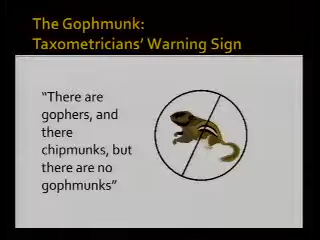 The Gophmunk:
Taxometricians' Warning Sign
“There are
gophers, and
there
chipmunks, but
there are no
gophmunks”